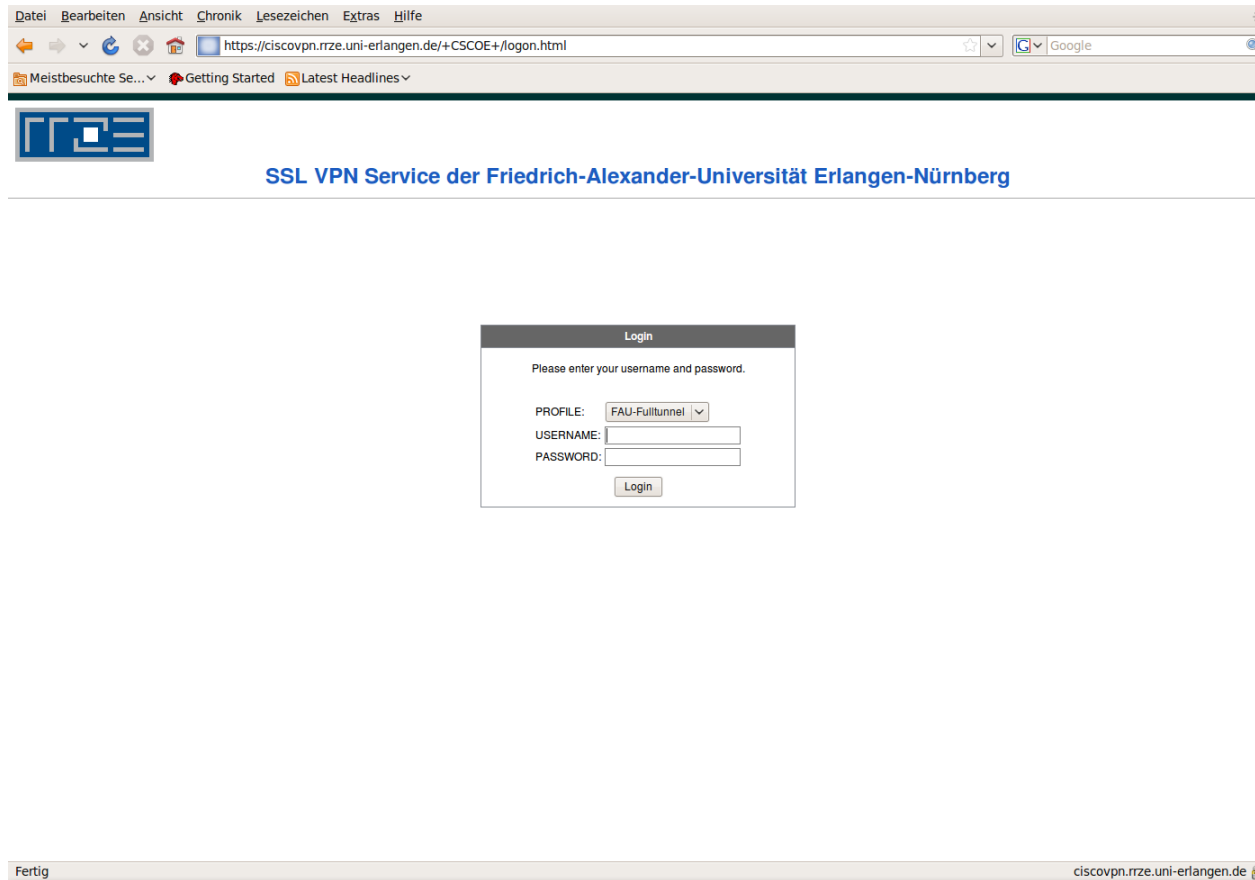 Datei Bearbeiten Ansicht Chronik Lesezeichen Extras Hilfe
https://ciscovpn.rrze.uni-erlangen.de/+CSCOE+/logon.html
G Google
Meistbesuchte Se... Getting Started Latest Headlines
rrze
SSL VPN Service der Friedrich-Alexander-Universität Erlangen-Nürnberg
Login
Please enter your username and password.
PROFILE: FAU-Fulltunnel
USERNAME:
PASSWORD:
Login
Fertig ciscovpn.rrze.uni-erlangen.de